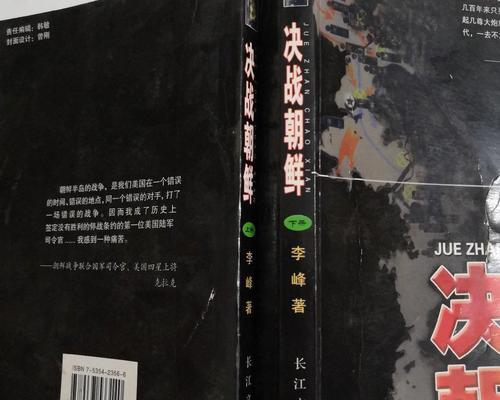 责任编辑:韩敏
封面设计:曾刚
朝鲜半岛的战争，是我们美国在一个错误
的时间、错误的地点，同一个错误的对手，打了
一场错误的战争。因而我成了历史上
签定没有胜利的停战条约的第一位美国陆军
司令官……我感到一种痛苦。
——朝鲜战争联合国军司令官、美国四星上将
克拉克
ISBN 7-5354-2356-6
决战朝鲜
上册
李峰著
长江
JUE ZHAN CHAO XIAN
决战朝鲜
下册
李峰著
长江文
几百年来只
起几尊大炮
代，一去不
JUE ZHA
决
朝